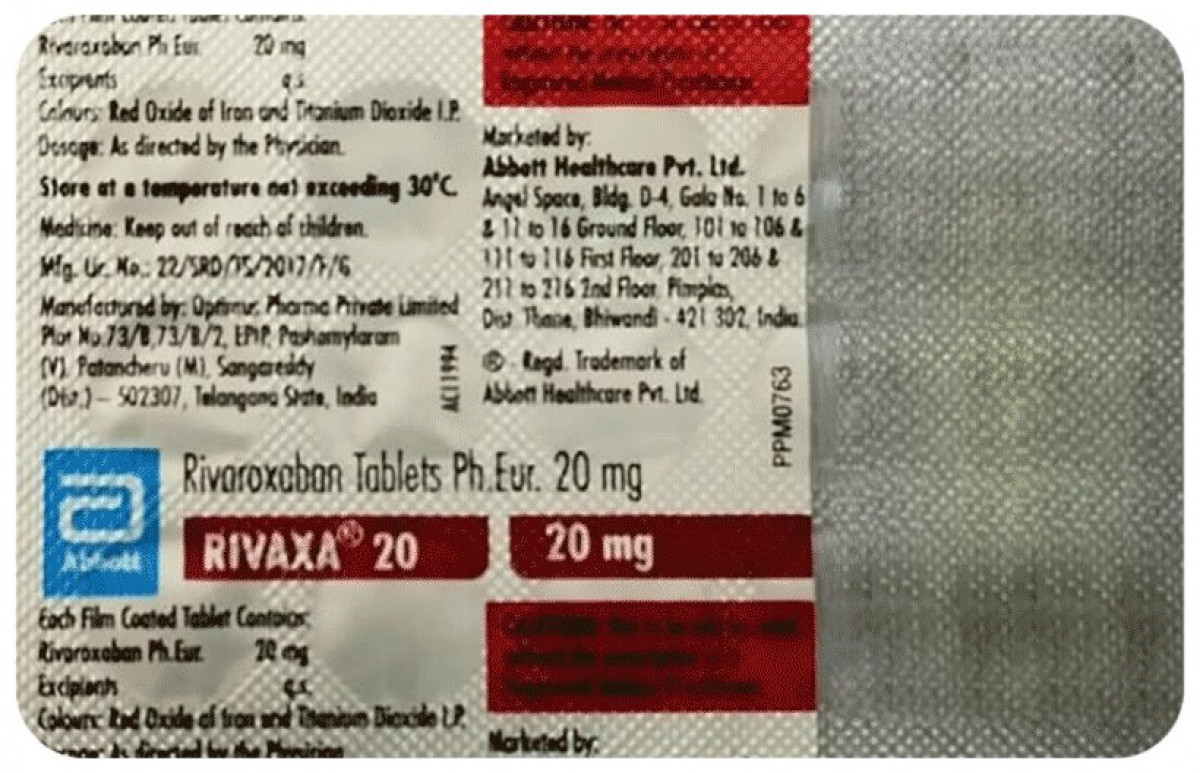 Rivaroxaban Ph.Eur. 20 mg
Excipients q.s.
Colours: Red Oxide of Iron and Titanium Dioxide I.P.
Dosage: As directed by the Physician.
Store at a temperature not exceeding 30°C.
Medicine: Keep out of reach of children.
Mfg. Lic. No.:
Manufactured by: Pharma Private Limited
Plot No.73/B,73/B/2, EPIP, Pashamylaram
(V), Patancheru (M), Sangareddy
(Dist.) – 502307, Telangana State, India
AC11994
Marketed by:
Abbott Healthcare Pvt. Ltd.
Angel Space, Bldg. D-4, Gala No. 1 to 6
& 11 to 16 Ground Floor, 101 to 106 &
111 to 116 First Floor, 201 to 206 &
211 to 216 2nd Floor, Pimplas,
Dist. Thane, Bhiwandi - 421 302, India.
® - Regd. Trademark of
Abbott Healthcare Pvt. Ltd.
PPM0763
Rivaroxaban Tablets Ph.Eur. 20 mg
Abbott
RIVAXA® 20
20 mg
Each Film Coated Tablet Contains:
Rivaroxaban Ph.Eur. 20 mg
Excipients q.s.
Colours: Red Oxide of Iron and Titanium Dioxide I.P.
As directed by the Physician
Marketed by: